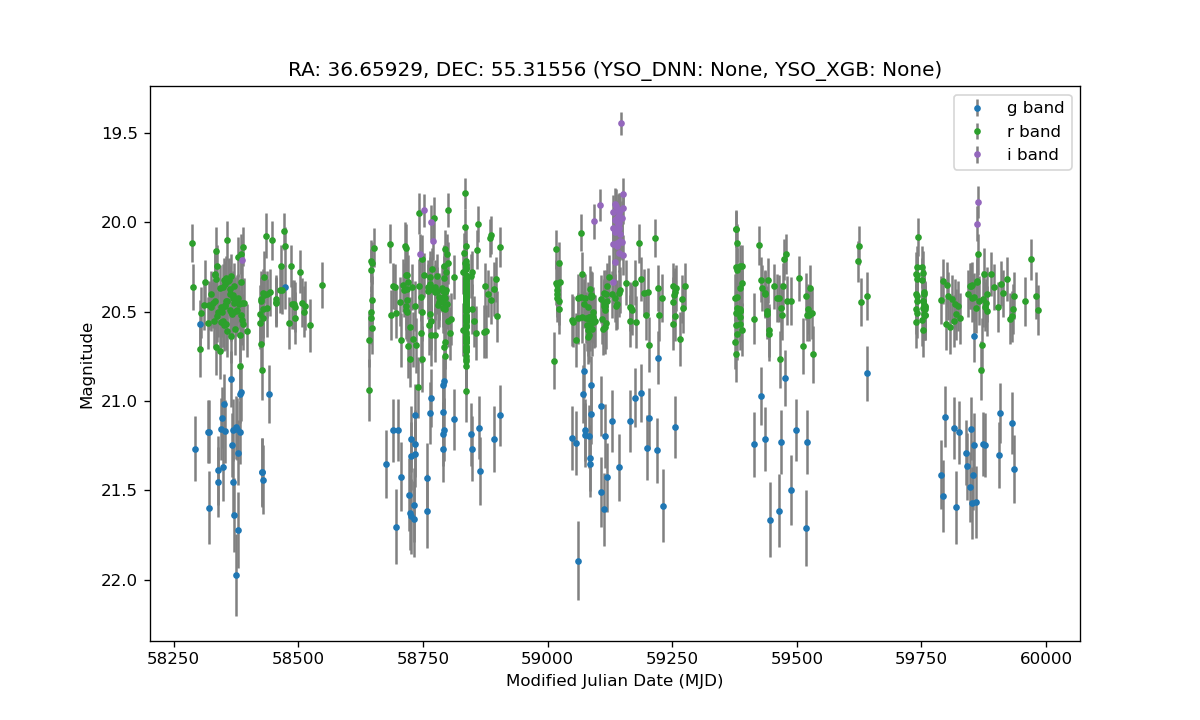 RA: 36.65929, DEC: 55.31556 (YSO_DNN: None, YSO_XGB: None)
g band
r band
i band
19.5
20.0
20.5
21.0
21.5
22.0
Magnitude
58250 58500 58750 59000 59250 59500 59750 60000
Modified Julian Date (MJD)